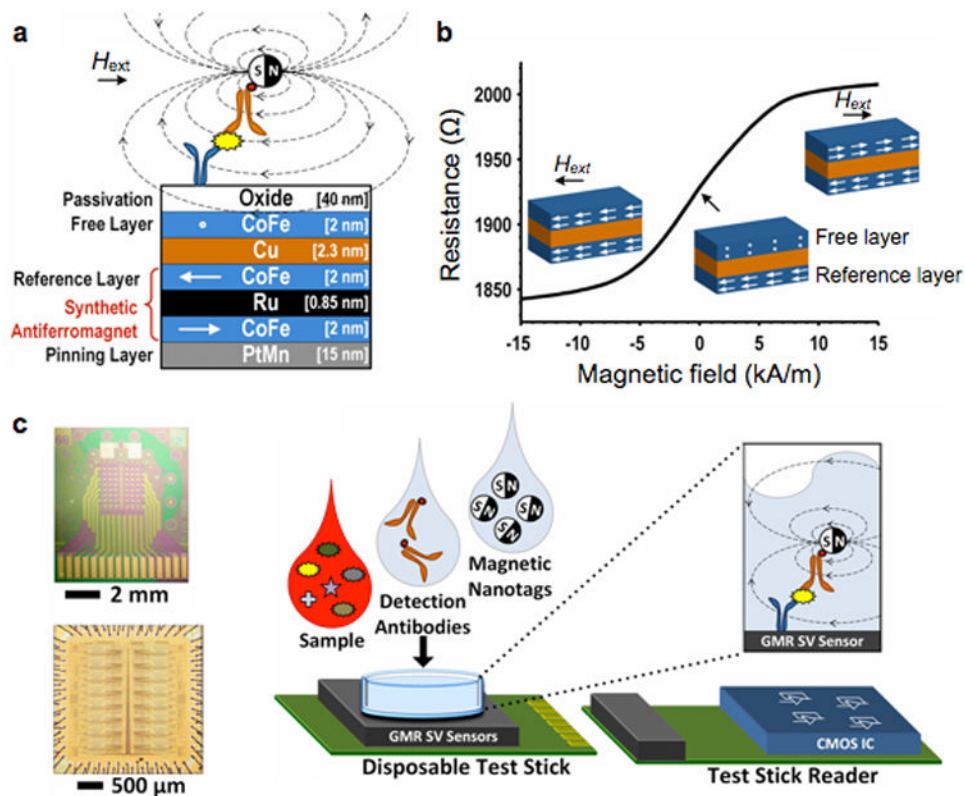 a
H_ext
S N
Passivation Oxide [40 nm]
Free Layer CoFe [2 nm]
Cu [2.3 nm]
Reference Layer CoFe [2 nm]
Synthetic Ru [0.85 nm]
Antiferromagnet CoFe [2 nm]
Pinning Layer PtMn [15 nm]
b
Resistance (Ω)
2000
1950
1900
1850
H_ext
H_ext
Free layer
Reference layer
-15 -10 -5 0 5 10 15
Magnetic field (kA/m)
c
2 mm
500 µm
Sample
Detection
Antibodies
S N
S N
S N
S N
Magnetic
Nanotags
S N
GMR SV Sensor
GMR SV Sensors
Disposable Test Stick
CMOS IC
Test Stick Reader